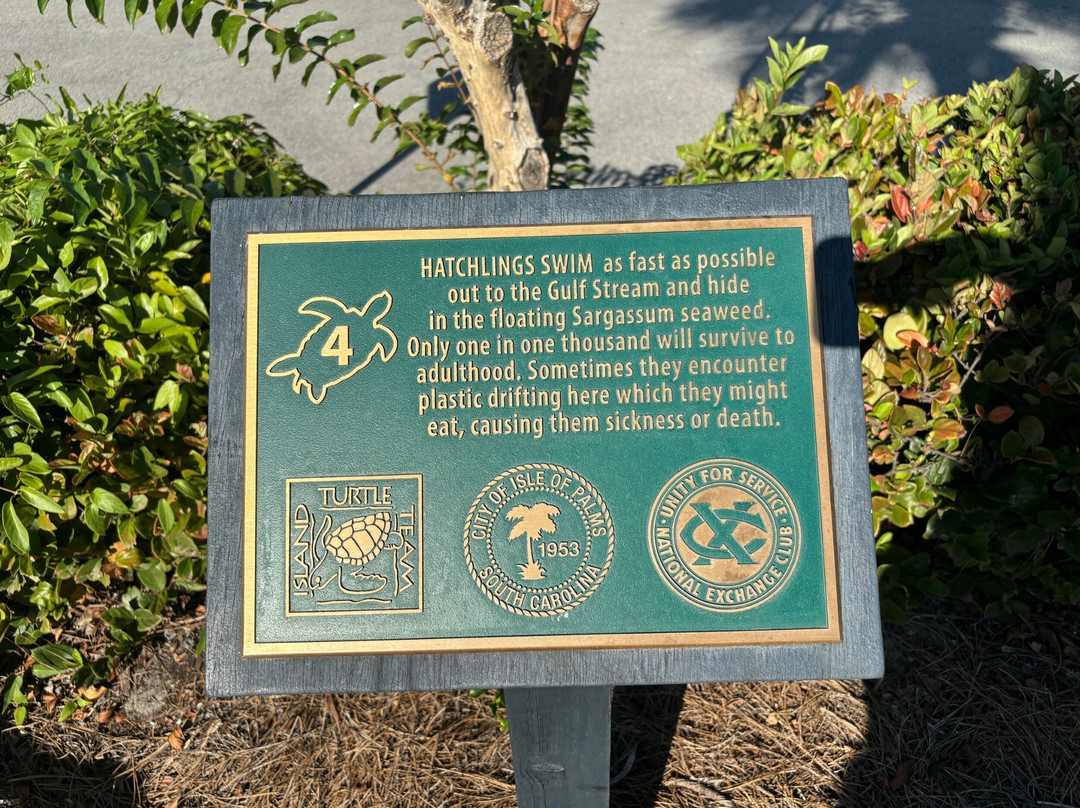 HATCHLINGS SWIM as fast as possible
out to the Gulf Stream and hide
in the floating Sargassum seaweed.
Only one in one thousand will survive to
adulthood. Sometimes they encounter
plastic drifting here which they might
eat, causing them sickness or death.
4
ISLAND
TURTLE
TEAM
CITY OF ISLE OF PALMS
1953
SOUTH CAROLINA
· UNITY FOR SERVICE ·
NATIONAL EXCHANGE CLUB
XC